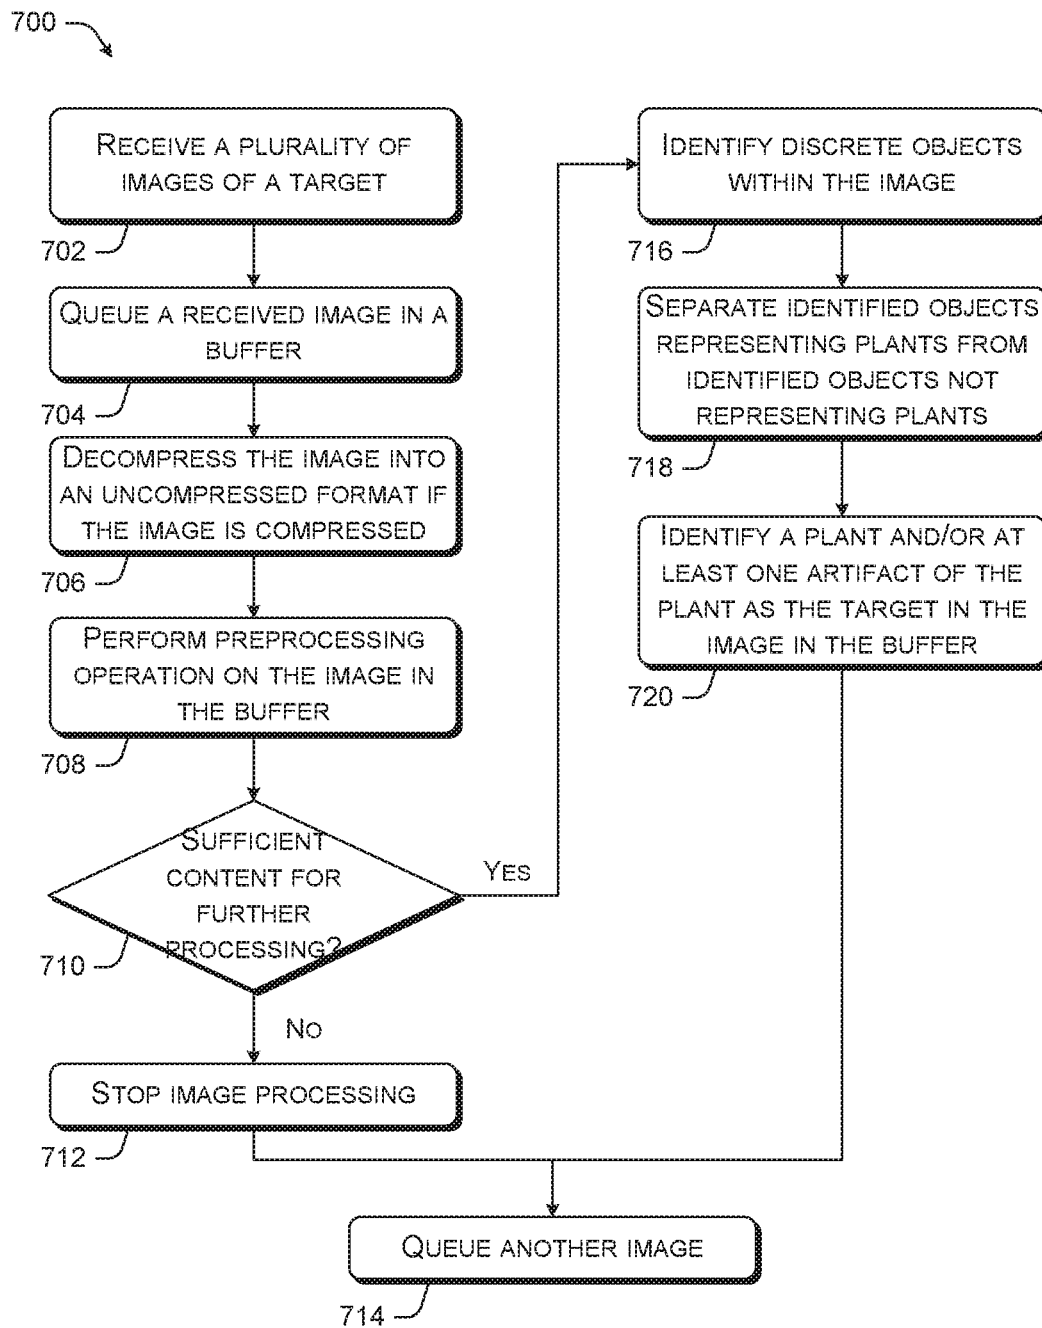 700
RECEIVE A PLURALITY OF
IMAGES OF A TARGET
702
QUEUE A RECEIVED IMAGE IN A
BUFFER
704
DECOMPRESS THE IMAGE INTO
AN UNCOMPRESSED FORMAT IF
THE IMAGE IS COMPRESSED
706
PERFORM PREPROCESSING
OPERATION ON THE IMAGE IN
THE BUFFER
708
SUFFICIENT
CONTENT FOR
FURTHER
PROCESSING?
710
YES
NO
STOP IMAGE PROCESSING
712
IDENTIFY DISCRETE OBJECTS
WITHIN THE IMAGE
716
SEPARATE IDENTIFIED OBJECTS
REPRESENTING PLANTS FROM
IDENTIFIED OBJECTS NOT
REPRESENTING PLANTS
718
IDENTIFY A PLANT AND/OR AT
LEAST ONE ARTIFACT OF THE
PLANT AS THE TARGET IN THE
IMAGE IN THE BUFFER
720
QUEUE ANOTHER IMAGE
714